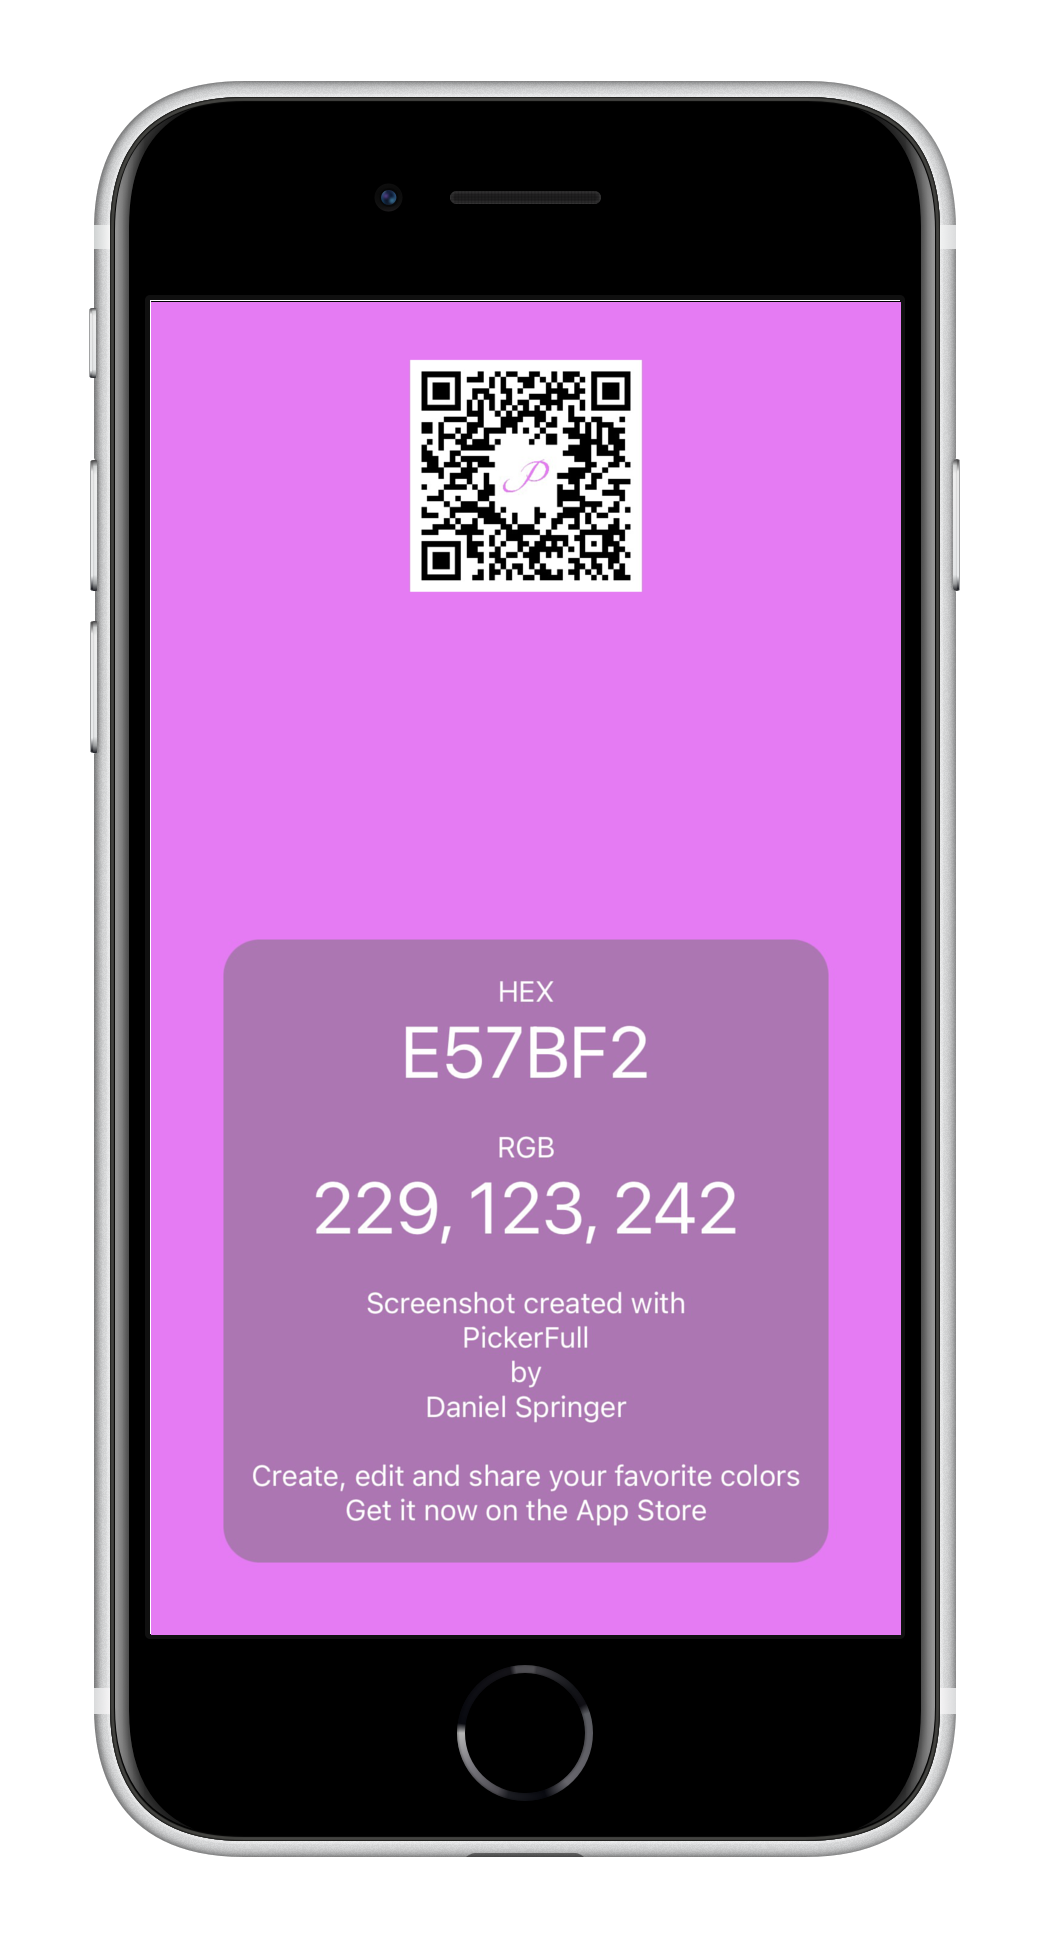 P
HEX
E57BF2
RGB
229, 123, 242
Screenshot created with
PickerFull
by
Daniel Springer
Create, edit and share your favorite colors
Get it now on the App Store